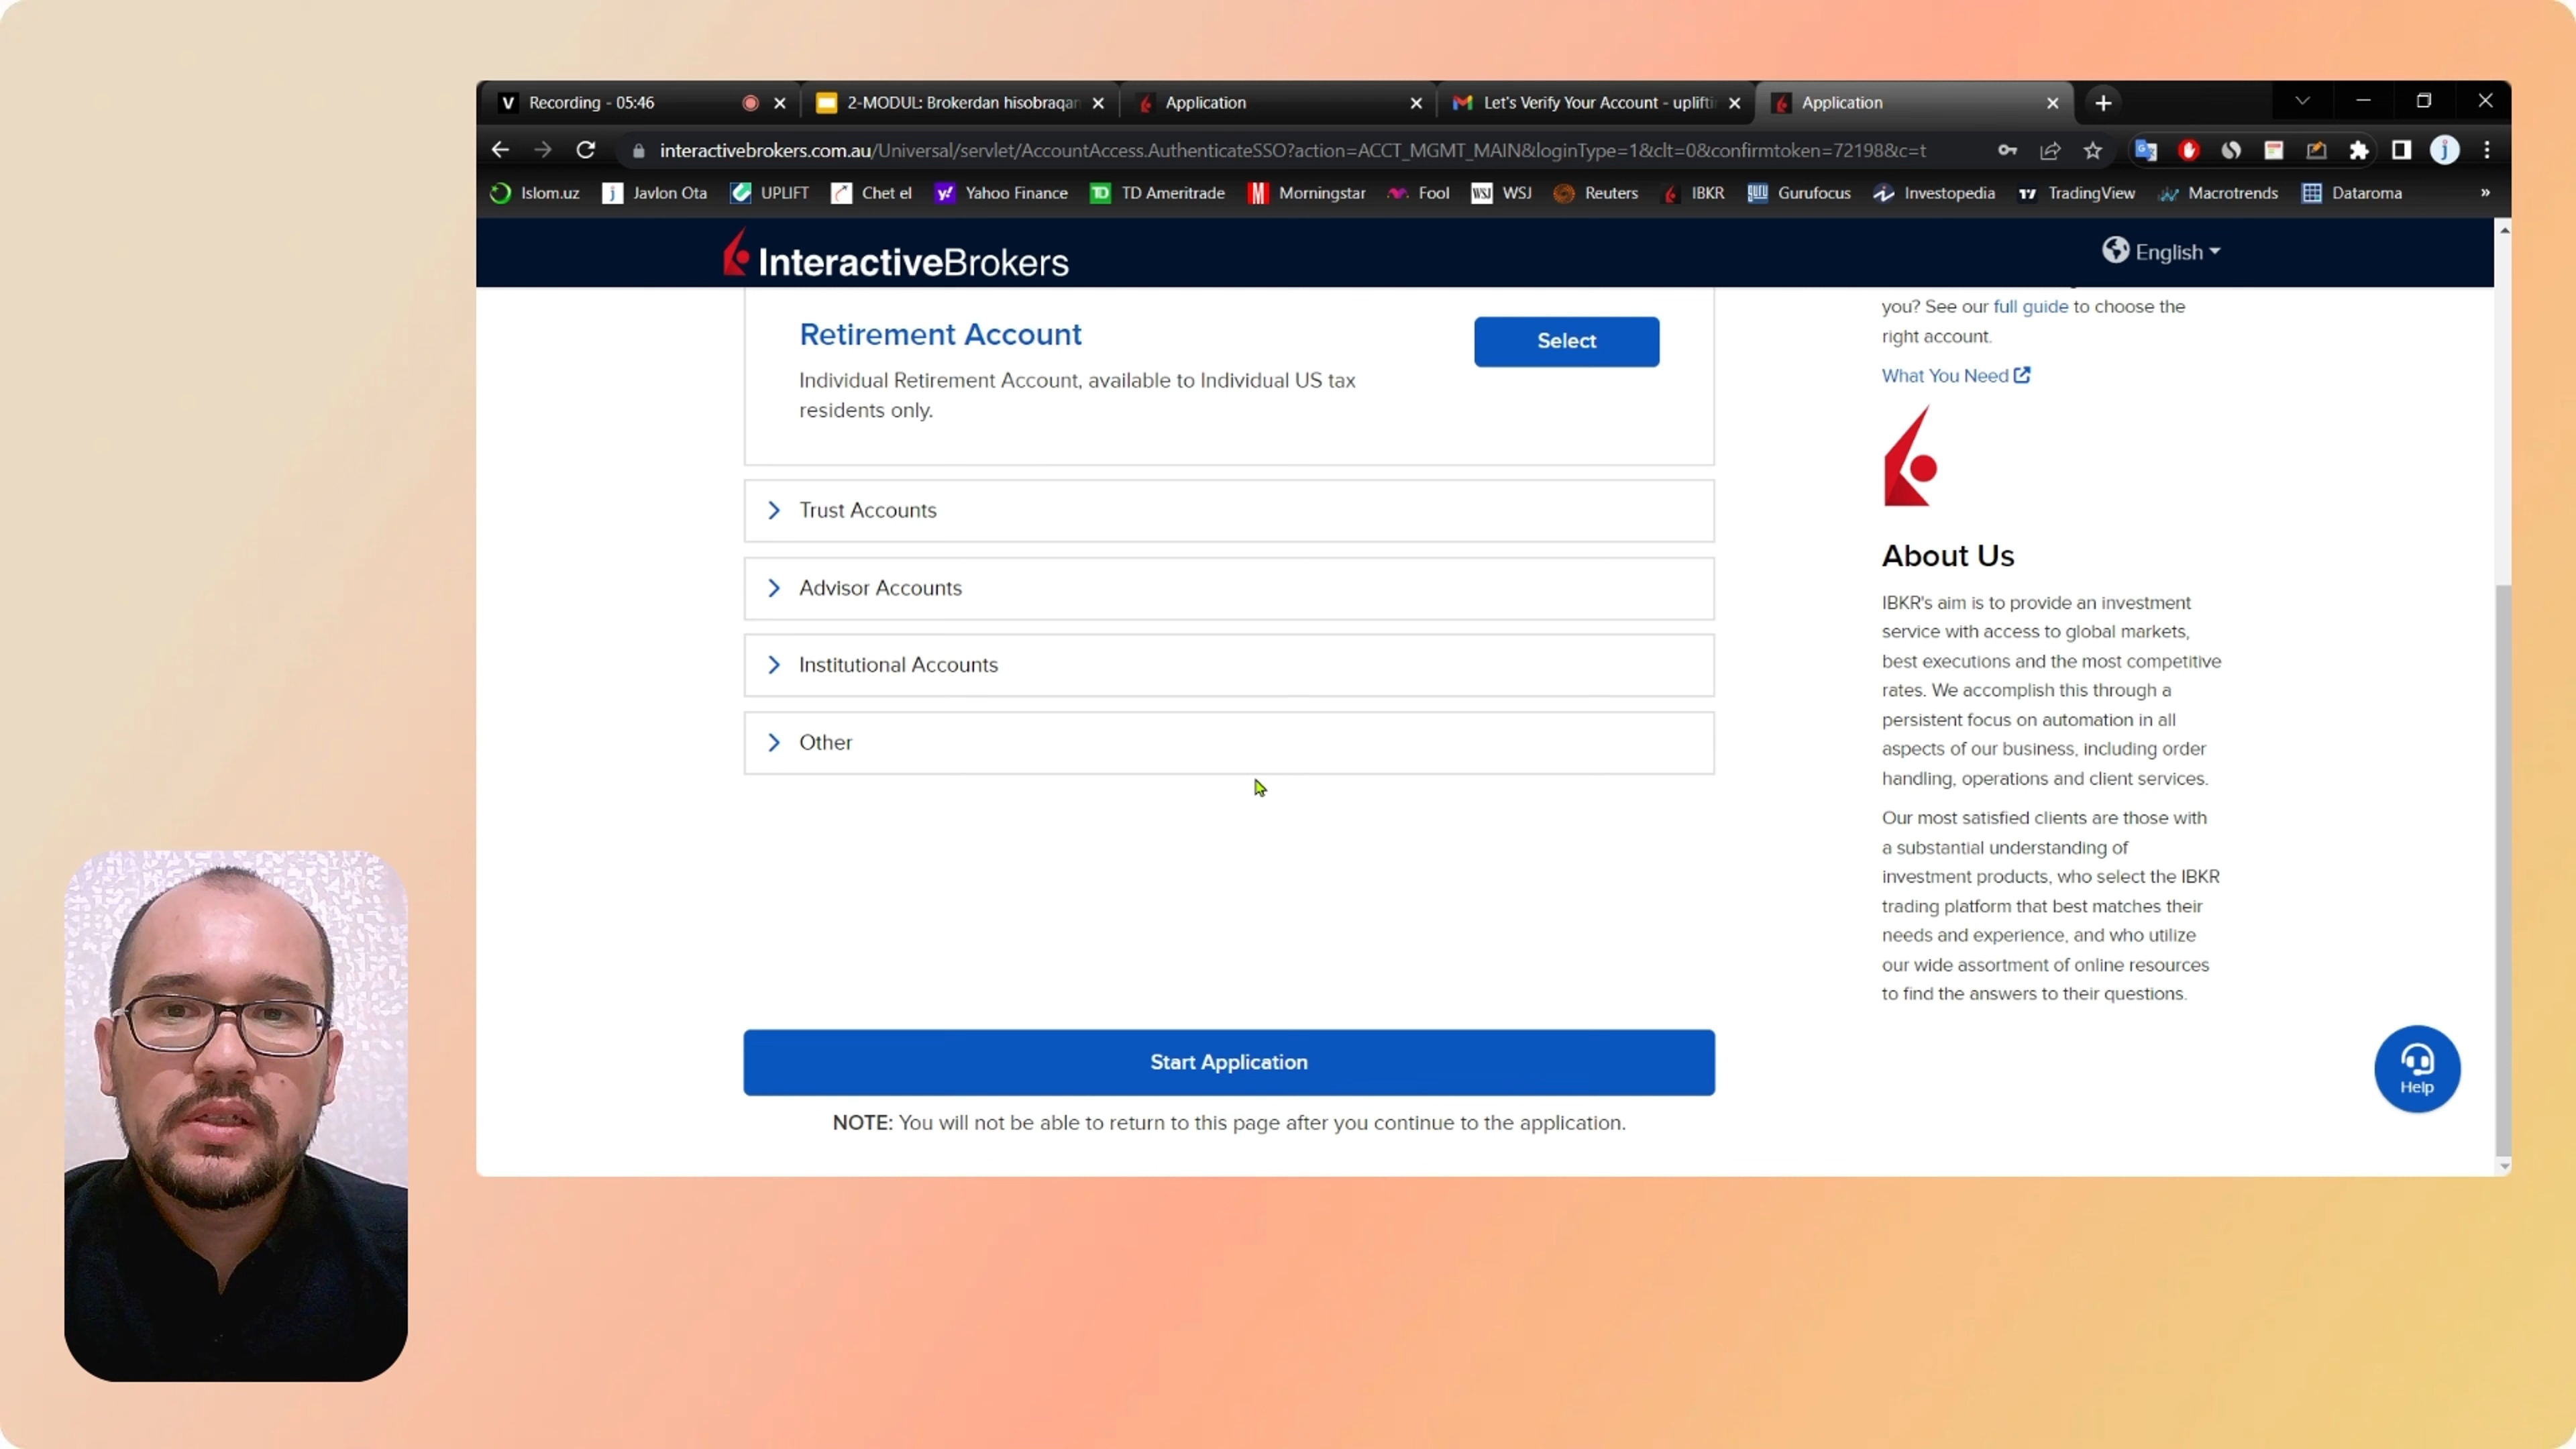 V Recording - 05:46
2-MODUL: Brokerdan hisobraqan
Application
Let's Verify Your Account - uplifti
Application
interactivebrokers.com.au/Universal/servlet/AccountAccess.AuthenticateSSO?action=ACCT_MGMT_MAIN&loginType=1&clt=0&confirmtoken=72198&c=t
j
Islom.uz
j Javlon Ota
UPLIFT
Chet el
y! Yahoo Finance
TD TD Ameritrade
M Morningstar
Fool
WSJ WSJ
Reuters
IBKR
guru Gurufocus
Investopedia
TradingView
Macrotrends
Dataroma
»
InteractiveBrokers
English
Retirement Account
Select
Individual Retirement Account, available to Individual US tax
residents only.
Trust Accounts
Advisor Accounts
Institutional Accounts
Other
Start Application
NOTE: You will not be able to return to this page after you continue to the application.
you? See our full guide to choose the
right account.
What You Need
About Us
IBKR's aim is to provide an investment
service with access to global markets,
best executions and the most competitive
rates. We accomplish this through a
persistent focus on automation in all
aspects of our business, including order
handling, operations and client services.
Our most satisfied clients are those with
a substantial understanding of
investment products, who select the IBKR
trading platform that best matches their
needs and experience, and who utilize
our wide assortment of online resources
to find the answers to their questions.
Help